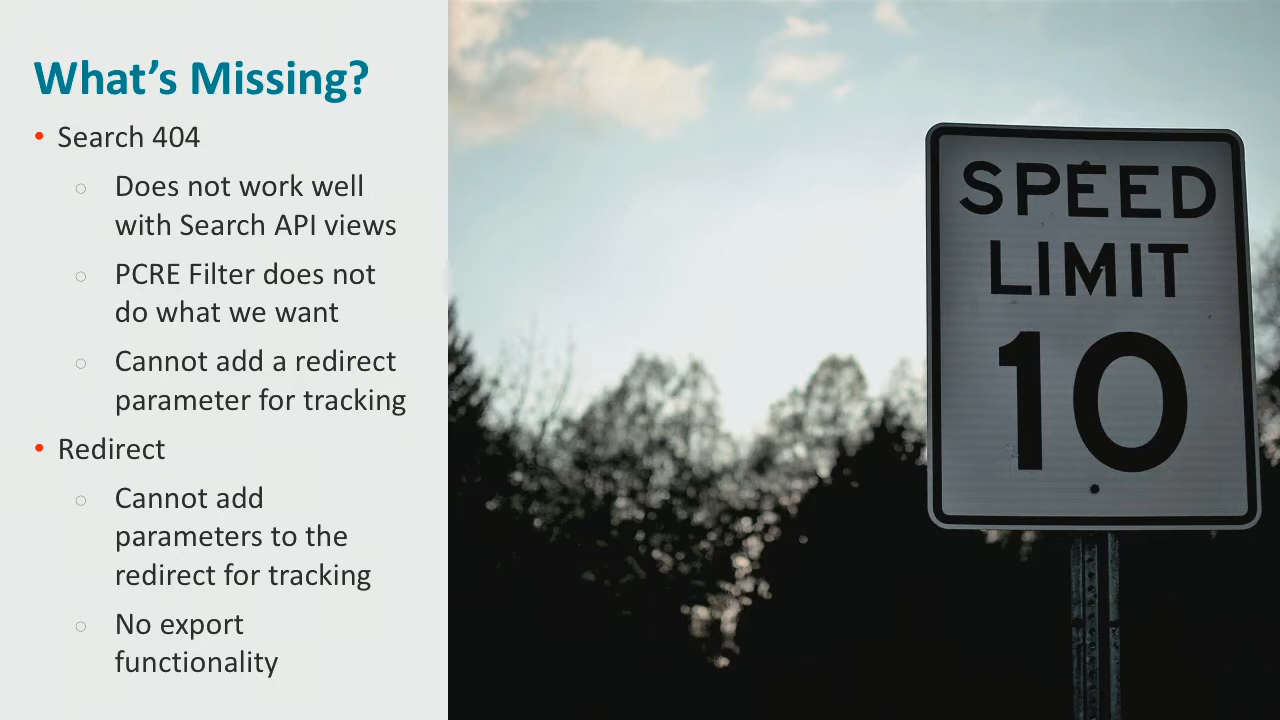 What's Missing?
• Search 404
○ Does not work well
with Search API views
○ PCRE Filter does not
do what we want
○ Cannot add a redirect
parameter for tracking
• Redirect
○ Cannot add
parameters to the
redirect for tracking
○ No export
functionality
SPEED
LIMIT
10